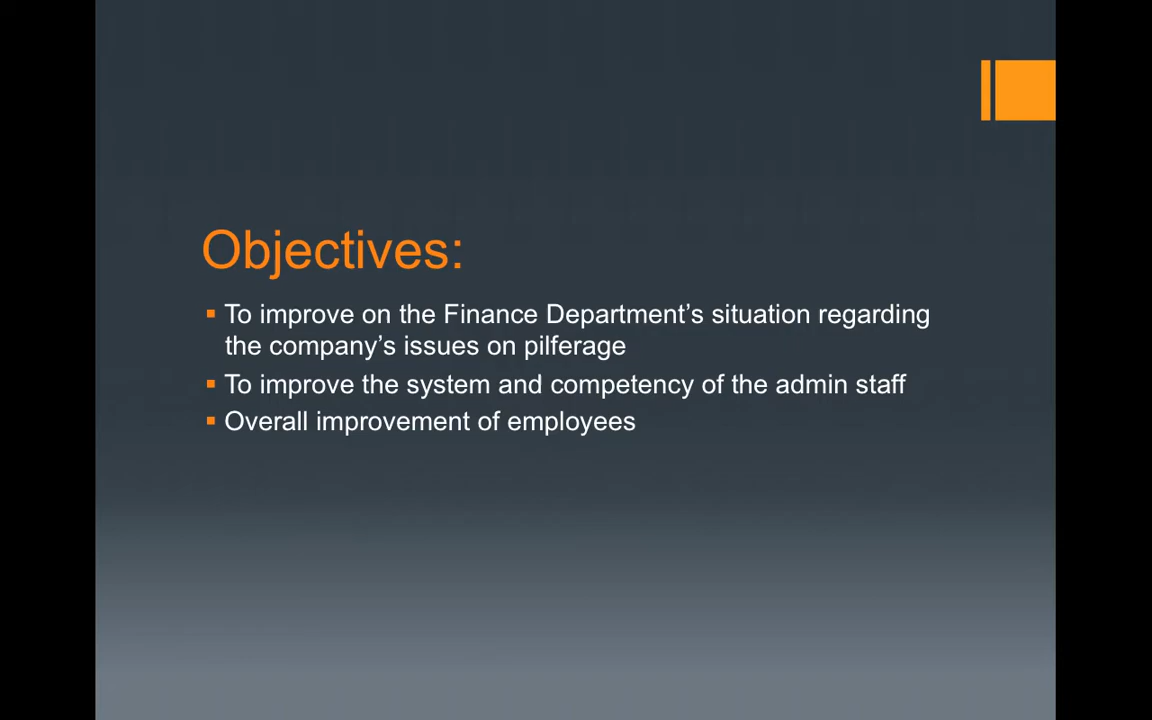 Objectives:
▪ To improve on the Finance Department’s situation regarding
the company’s issues on pilferage
▪ To improve the system and competency of the admin staff
▪ Overall improvement of employees